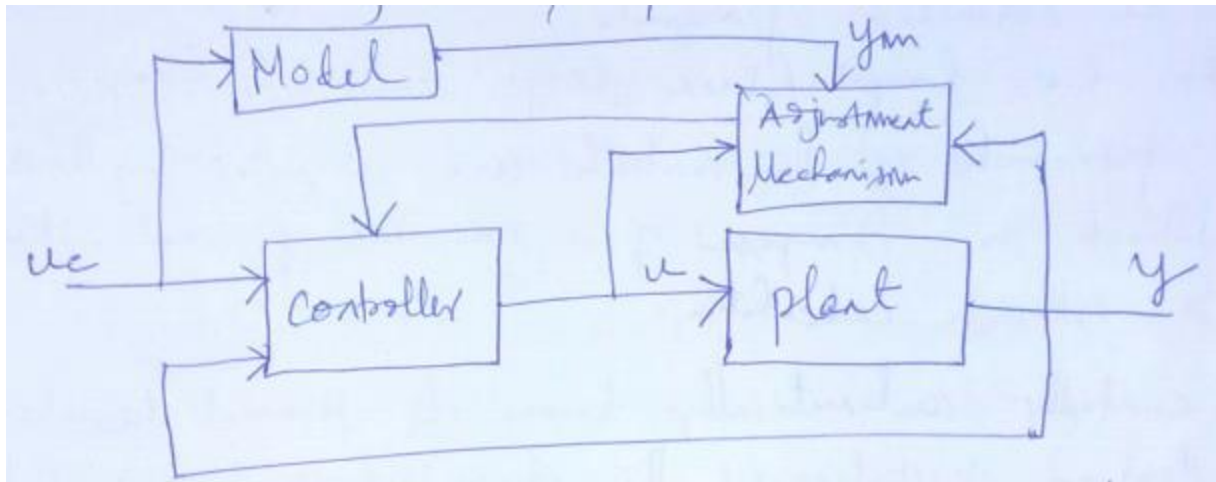 Model
ym
Adjustment
Mechanism
uc
controller
u
plant
y